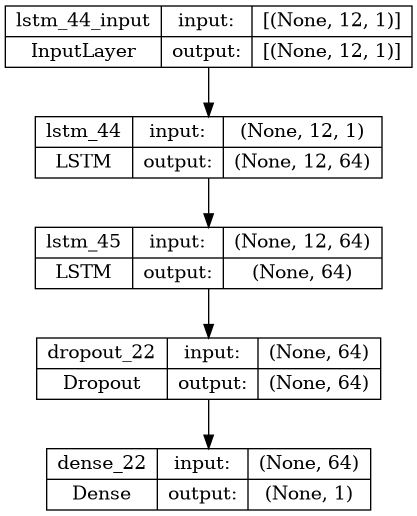 lstm_44_input input: [(None, 12, 1)]
InputLayer output: [(None, 12, 1)]
lstm_44 input: (None, 12, 1)
LSTM output: (None, 12, 64)
lstm_45 input: (None, 12, 64)
LSTM output: (None, 64)
dropout_22 input: (None, 64)
Dropout output: (None, 64)
dense_22 input: (None, 64)
Dense output: (None, 1)